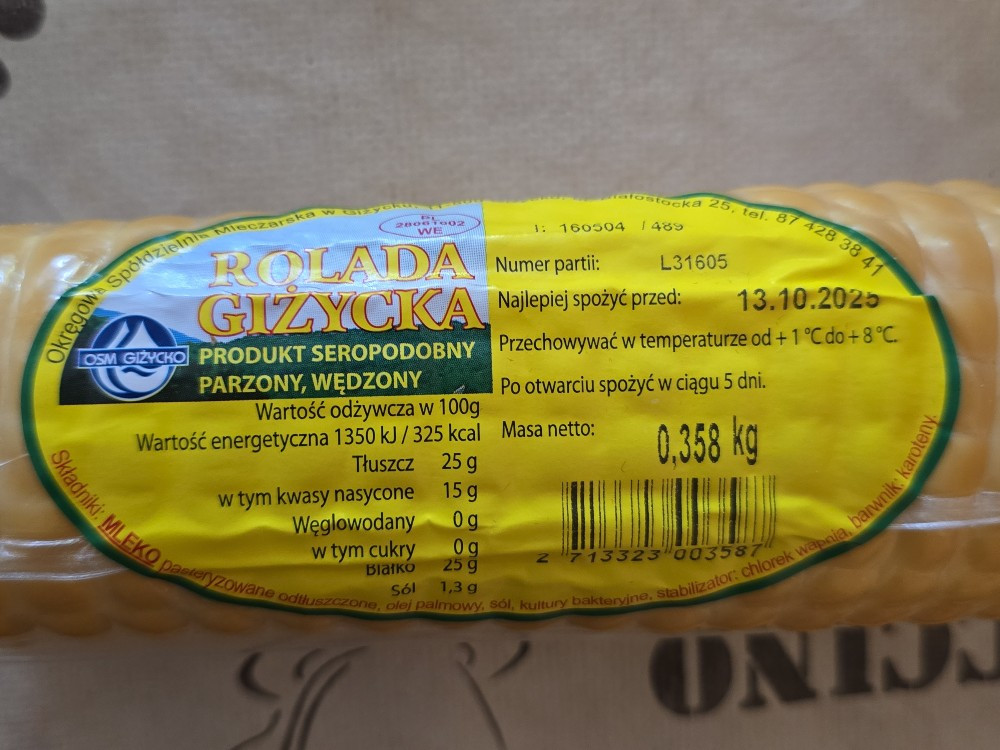 Okręgowa Spółdzielnia Mleczarska w Giżycku
25, tel. 87 428 38 41
PL
28061602
WE
ROLADA
GIŻYCKA
OSM GIŻYCKO
PRODUKT SEROPODOBNY
PARZONY, WĘDZONY
Wartość odżywcza w 100g
Wartość energetyczna 1350 kJ / 325 kcal
Tłuszcz 25 g
w tym kwasy nasycone 15 g
Węglowodany 0 g
w tym cukry 0 g
Białko 25 g
Sól 1,3 g
160504 / 489
Numer partii: L31605
Najlepiej spożyć przed: 13.10.2025
Przechowywać w temperaturze od + 1 °C do + 8 °C.
Po otwarciu spożyć w ciągu 5 dni.
Masa netto: 0,358 kg
2 713323 003587
Składniki: MLEKO pasteryzowane odtłuszczone, olej palmowy, sól, kultury bakteryjne, stabilizator: chlorek wapnia, barwnik: karoteny.